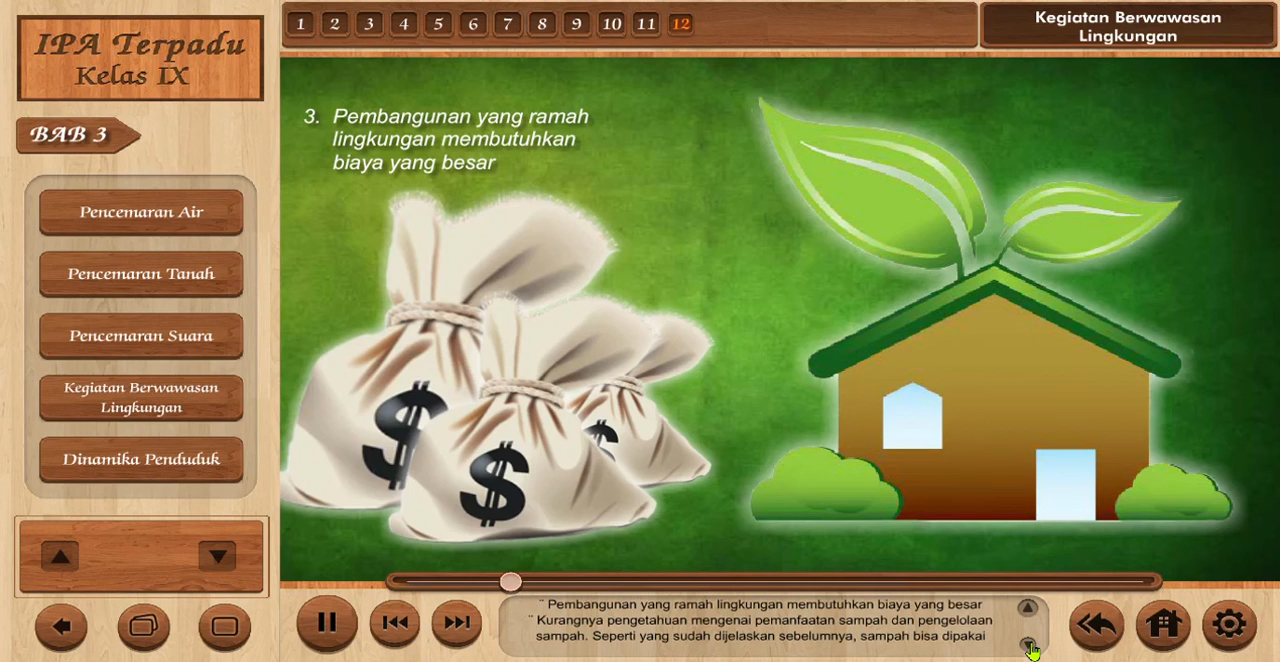 IPA Terpadu
Kelas IX
BAB 3
Pencemaran Air
Pencemaran Tanah
Pencemaran Suara
Kegiatan Berwawasan
Lingkungan
Dinamika Penduduk
1 2 3 4 5 6 7 8 9 10 11 12
Kegiatan Berwawasan
Lingkungan
3. Pembangunan yang ramah
lingkungan membutuhkan
biaya yang besar
$ $ $
¨ Pembangunan yang ramah lingkungan membutuhkan biaya yang besar
¨ Kurangnya pengetahuan mengenai pemanfaatan sampah dan pengelolaan
sampah. Seperti yang sudah dijelaskan sebelumnya, sampah bisa dipakai